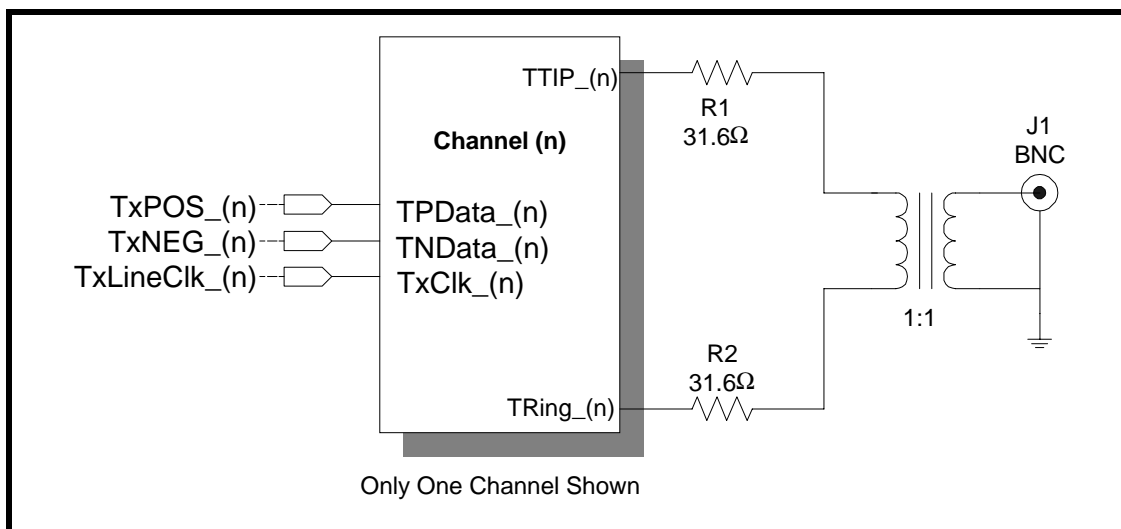 TTIP_(n)
R1
31.6Ω
Channel (n)
J1
BNC
TxPOS_(n)
TPData_(n)
TxNEG_(n)
TNData_(n)
TxLineClk_(n)
TxClk_(n)
1:1
R2
31.6Ω
TRing_(n)
Only One Channel Shown